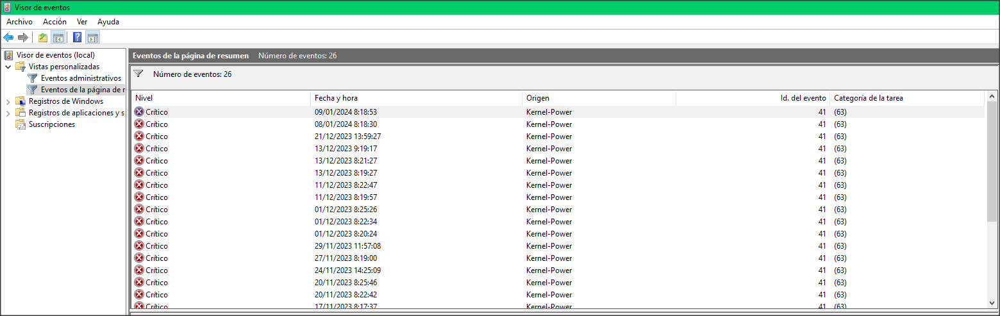 Visor de eventos
Archivo Acción Ver Ayuda
Visor de eventos (local)
Vistas personalizadas
Eventos administrativos
Eventos de la página de r
Registros de Windows
Registros de aplicaciones y s
Suscripciones
Eventos de la página de resumen Número de eventos: 26
Número de eventos: 26
Nivel Fecha y hora Origen Id. del evento Categoría de la tarea
Crítico 09/01/2024 8:18:53 Kernel-Power 41 (63)
Crítico 08/01/2024 8:18:30 Kernel-Power 41 (63)
Crítico 21/12/2023 13:59:27 Kernel-Power 41 (63)
Crítico 13/12/2023 9:19:17 Kernel-Power 41 (63)
Crítico 13/12/2023 8:21:27 Kernel-Power 41 (63)
Crítico 13/12/2023 8:19:27 Kernel-Power 41 (63)
Crítico 11/12/2023 8:22:47 Kernel-Power 41 (63)
Crítico 11/12/2023 8:19:57 Kernel-Power 41 (63)
Crítico 01/12/2023 8:25:26 Kernel-Power 41 (63)
Crítico 01/12/2023 8:22:34 Kernel-Power 41 (63)
Crítico 01/12/2023 8:20:24 Kernel-Power 41 (63)
Crítico 29/11/2023 11:57:08 Kernel-Power 41 (63)
Crítico 27/11/2023 8:19:00 Kernel-Power 41 (63)
Crítico 24/11/2023 14:25:09 Kernel-Power 41 (63)
Crítico 20/11/2023 8:25:46 Kernel-Power 41 (63)
Crítico 20/11/2023 8:22:42 Kernel-Power 41 (63)
Crítico 17/11/2023 8:17:37 Kernel-Power 41 (63)